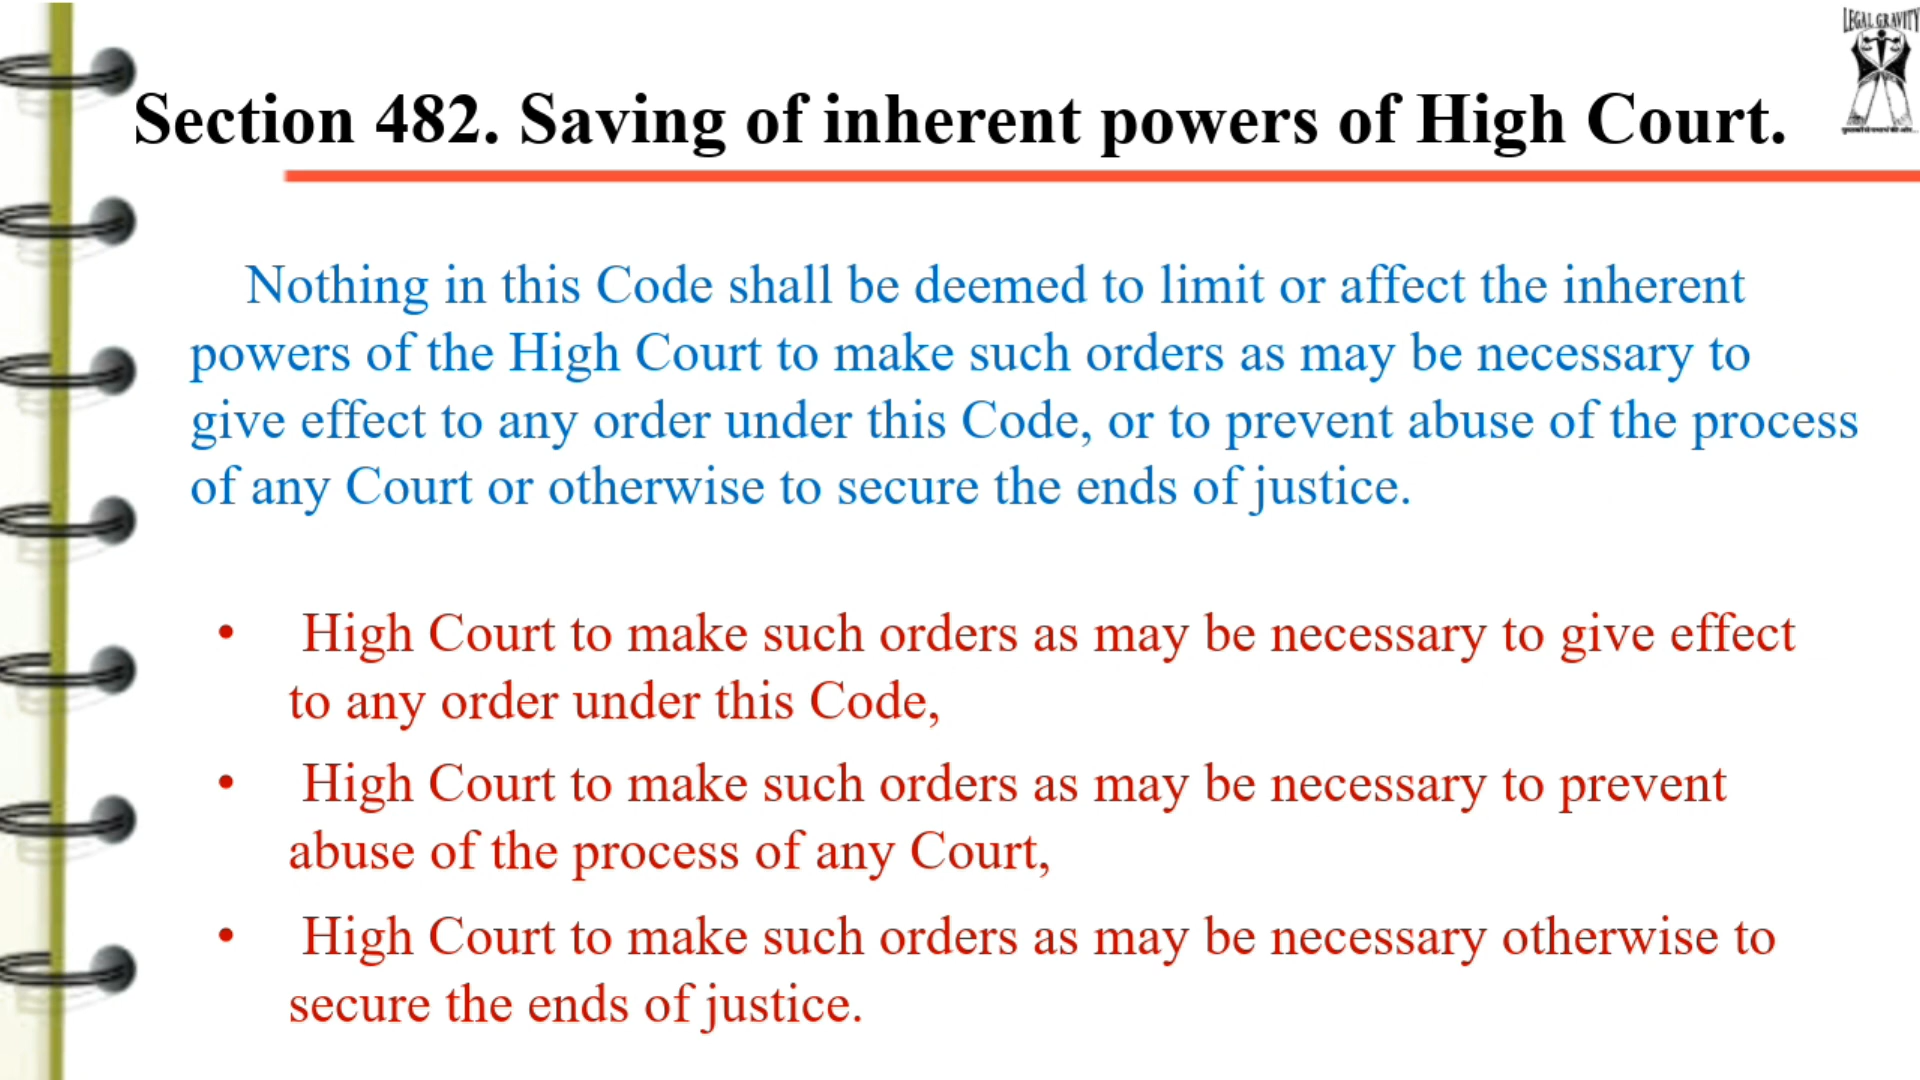 LEGAL GRAVITY
Section 482. Saving of inherent powers of High Court.
Nothing in this Code shall be deemed to limit or affect the inherent
powers of the High Court to make such orders as may be necessary to
give effect to any order under this Code, or to prevent abuse of the process
of any Court or otherwise to secure the ends of justice.
• High Court to make such orders as may be necessary to give effect
to any order under this Code,
• High Court to make such orders as may be necessary to prevent
abuse of the process of any Court,
• High Court to make such orders as may be necessary otherwise to
secure the ends of justice.